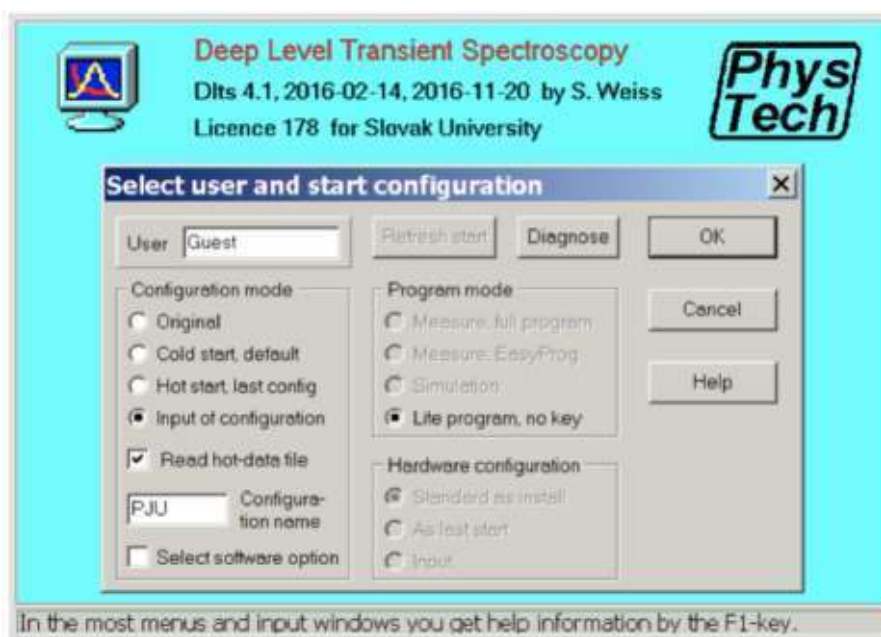 Deep Level Transient Spectroscopy
Dlts 4.1, 2016-02-14, 2016-11-20 by S. Weiss
Licence 178 for Slovak University
Phys
Tech
Select user and start configuration
User Guest
Refresh start
Diagnose
OK
Configuration mode
Original
Cold start, default
Hot start, last config
Input of configuration
Read hot-data file
PJU Configura-
tion name
Select software option
Program mode
Measure: full program
Measure: EasyProg
Simulation
Lite program, no key
Hardware configuration
Standard as install
As last start
Input
Cancel
Help
In the most menus and input windows you get help information by the F1-key.